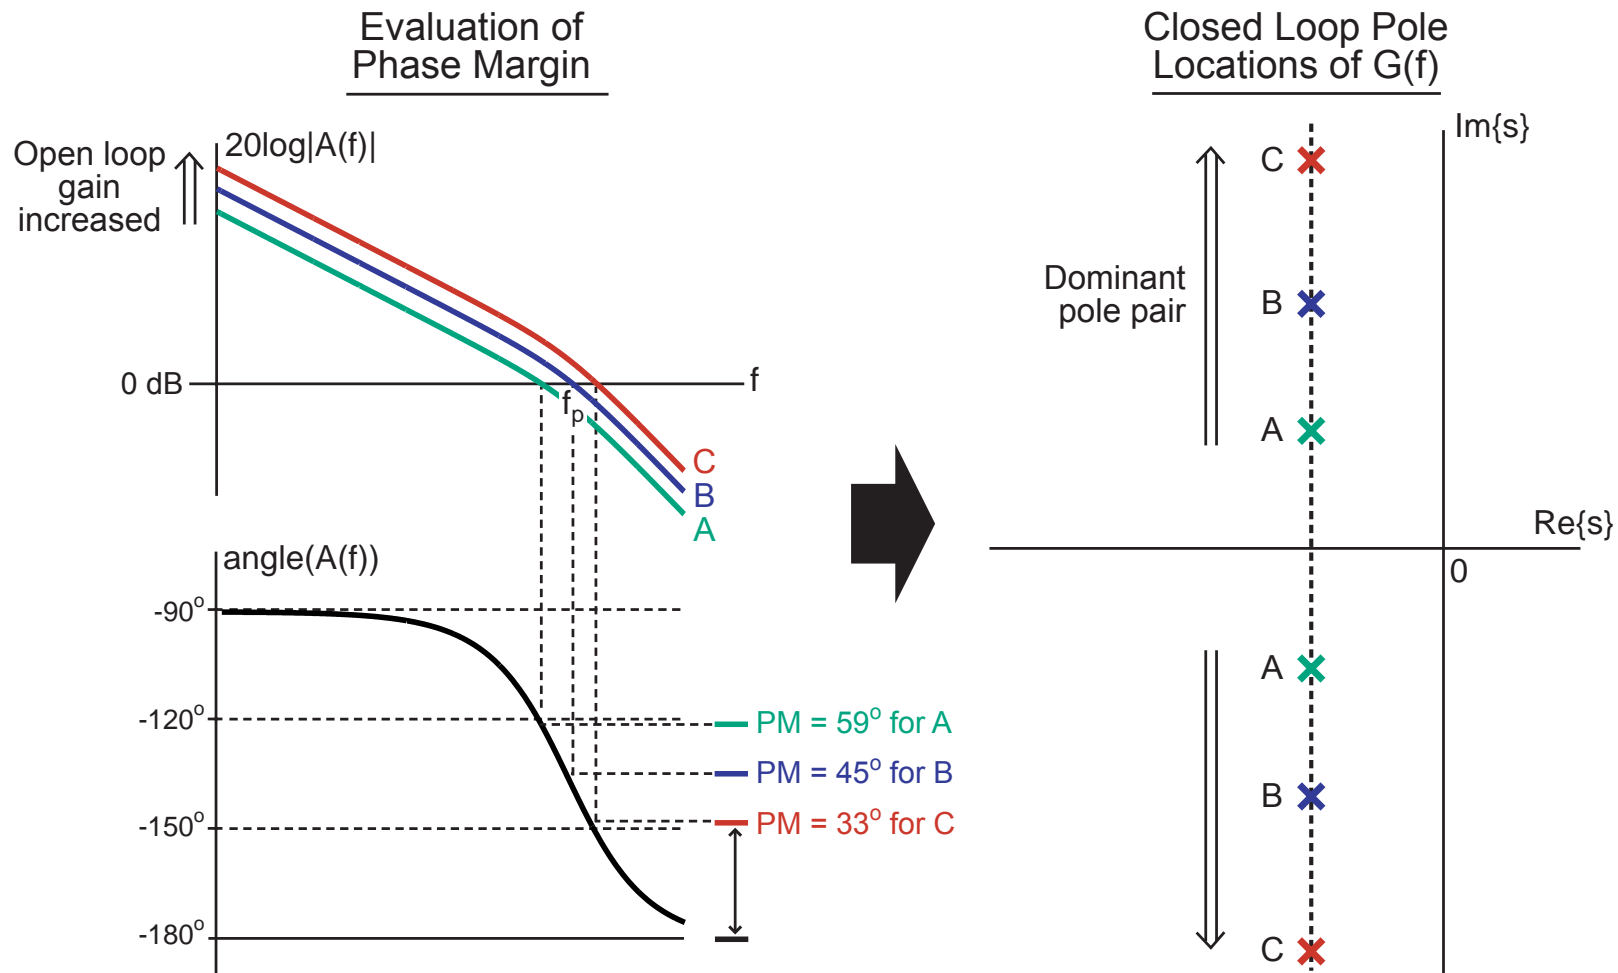 Evaluation of
Phase Margin
Closed Loop Pole
Locations of G(f)
Open loop
gain
increased
20log|A(f)|
0 dB
f
fp
C
B
A
angle(A(f))
-90°
-120°
-150°
-180°
PM = 59° for A
PM = 45° for B
PM = 33° for C
Im{s}
Re{s}
0
Dominant
pole pair
C
B
A
A
B
C